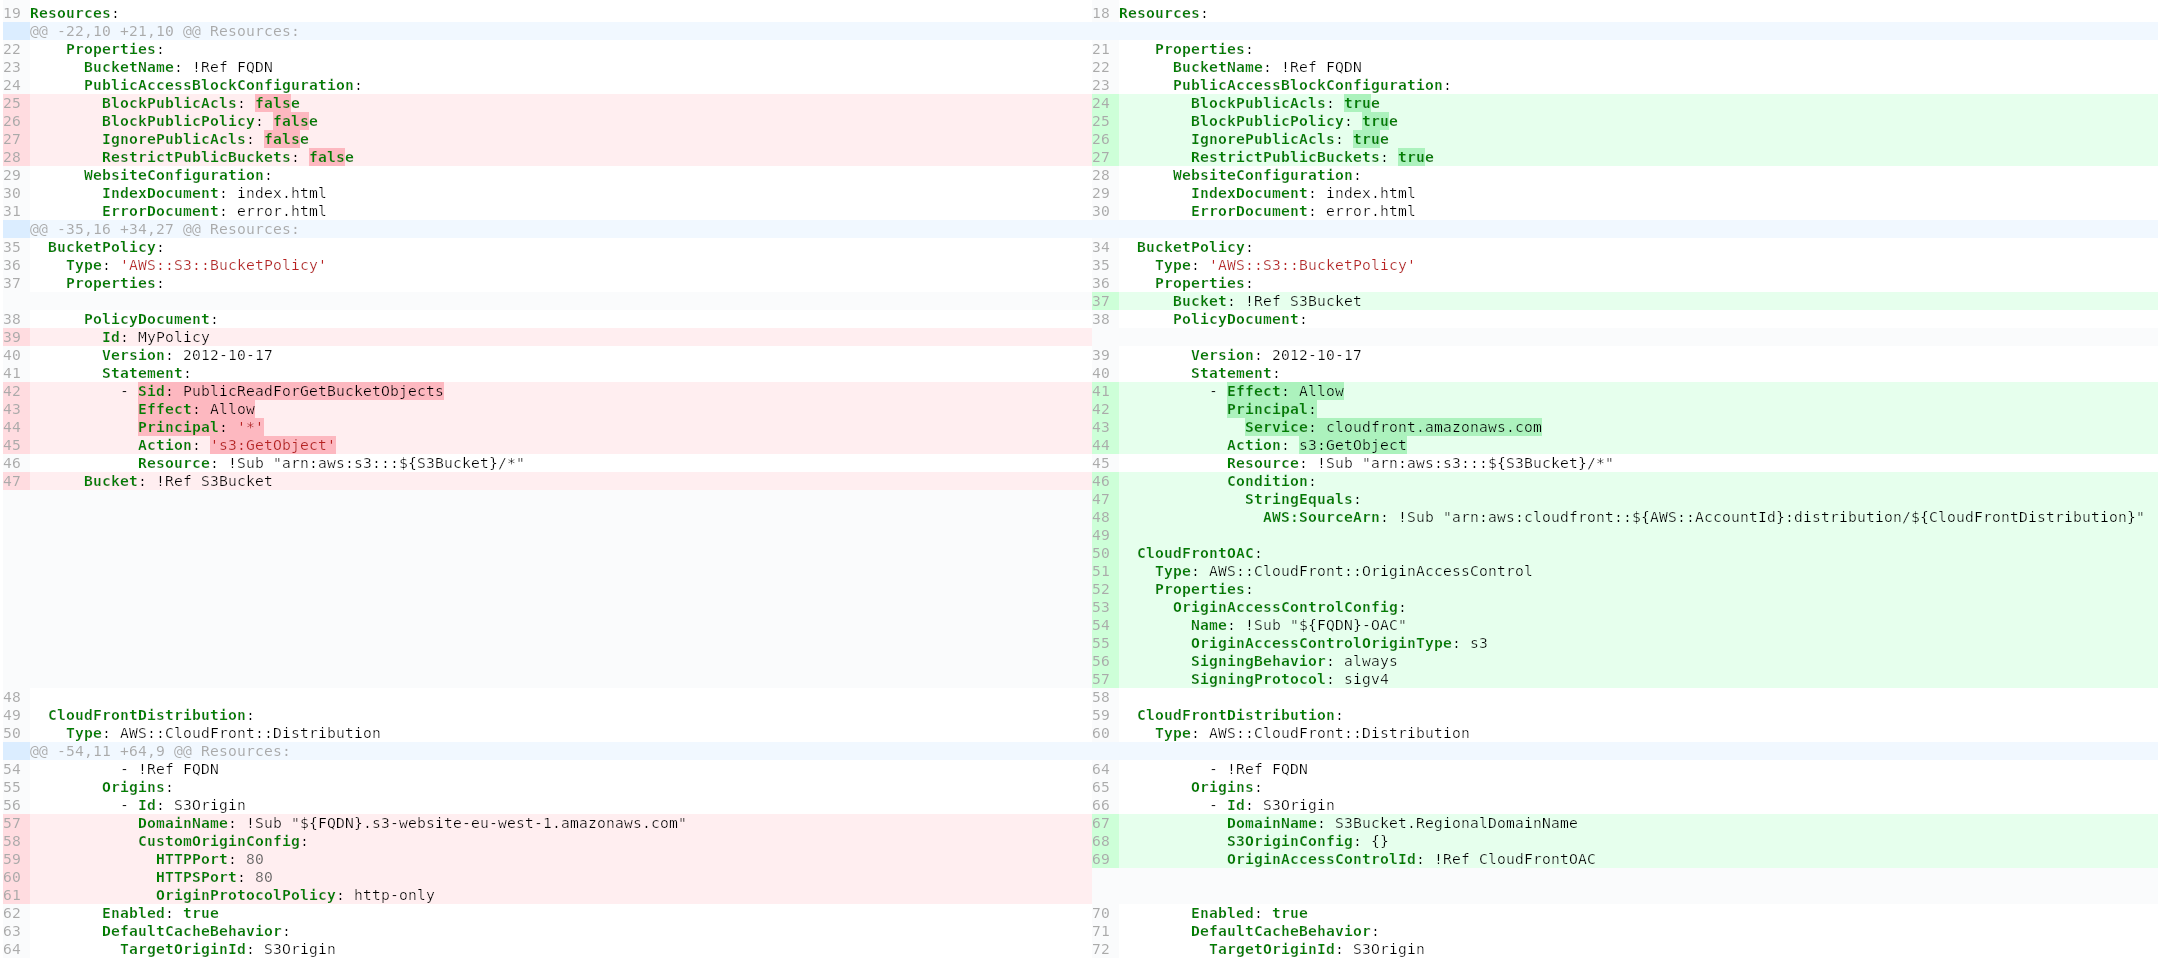 19 Resources:
@@ -22,10 +21,10 @@ Resources:
22     Properties:
23       BucketName: !Ref FQDN
24       PublicAccessBlockConfiguration:
25         BlockPublicAcls: false
26         BlockPublicPolicy: false
27         IgnorePublicAcls: false
28         RestrictPublicBuckets: false
29       WebsiteConfiguration:
30         IndexDocument: index.html
31         ErrorDocument: error.html
@@ -35,16 +34,27 @@ Resources:
35   BucketPolicy:
36     Type: 'AWS::S3::BucketPolicy'
37     Properties:
38       PolicyDocument:
39         Id: MyPolicy
40         Version: 2012-10-17
41         Statement:
42           - Sid: PublicReadForGetBucketObjects
43             Effect: Allow
44             Principal: '*'
45             Action: 's3:GetObject'
46             Resource: !Sub "arn:aws:s3:::${S3Bucket}/*"
47       Bucket: !Ref S3Bucket
48
49   CloudFrontDistribution:
50     Type: AWS::CloudFront::Distribution
@@ -54,11 +64,9 @@ Resources:
54           - !Ref FQDN
55         Origins:
56           - Id: S3Origin
57             DomainName: !Sub "${FQDN}.s3-website-eu-west-1.amazonaws.com"
58             CustomOriginConfig:
59               HTTPPort: 80
60               HTTPSPort: 80
61               OriginProtocolPolicy: http-only
62         Enabled: true
63         DefaultCacheBehavior:
64           TargetOriginId: S3Origin
18 Resources:
21     Properties:
22       BucketName: !Ref FQDN
23       PublicAccessBlockConfiguration:
24         BlockPublicAcls: true
25         BlockPublicPolicy: true
26         IgnorePublicAcls: true
27         RestrictPublicBuckets: true
28       WebsiteConfiguration:
29         IndexDocument: index.html
30         ErrorDocument: error.html
34   BucketPolicy:
35     Type: 'AWS::S3::BucketPolicy'
36     Properties:
37       Bucket: !Ref S3Bucket
38       PolicyDocument:
39         Version: 2012-10-17
40         Statement:
41           - Effect: Allow
42             Principal:
43               Service: cloudfront.amazonaws.com
44             Action: s3:GetObject
45             Resource: !Sub "arn:aws:s3:::${S3Bucket}/*"
46             Condition:
47               StringEquals:
48                 AWS:SourceArn: !Sub "arn:aws:cloudfront::${AWS::AccountId}:distribution/${CloudFrontDistribution}"
49
50   CloudFrontOAC:
51     Type: AWS::CloudFront::OriginAccessControl
52     Properties:
53       OriginAccessControlConfig:
54         Name: !Sub "${FQDN}-OAC"
55         OriginAccessControlOriginType: s3
56         SigningBehavior: always
57         SigningProtocol: sigv4
58
59   CloudFrontDistribution:
60     Type: AWS::CloudFront::Distribution
64           - !Ref FQDN
65         Origins:
66           - Id: S3Origin
67             DomainName: S3Bucket.RegionalDomainName
68             S3OriginConfig: {}
69             OriginAccessControlId: !Ref CloudFrontOAC
70         Enabled: true
71         DefaultCacheBehavior:
72           TargetOriginId: S3Origin